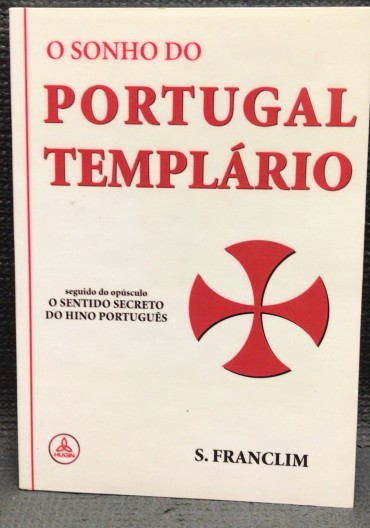 O SONHO DO
PORTUGAL
TEMPLÁRIO
seguido do opúsculo
O SENTIDO SECRETO
DO HINO PORTUGUÊS
HUGIN
S. FRANCLIM